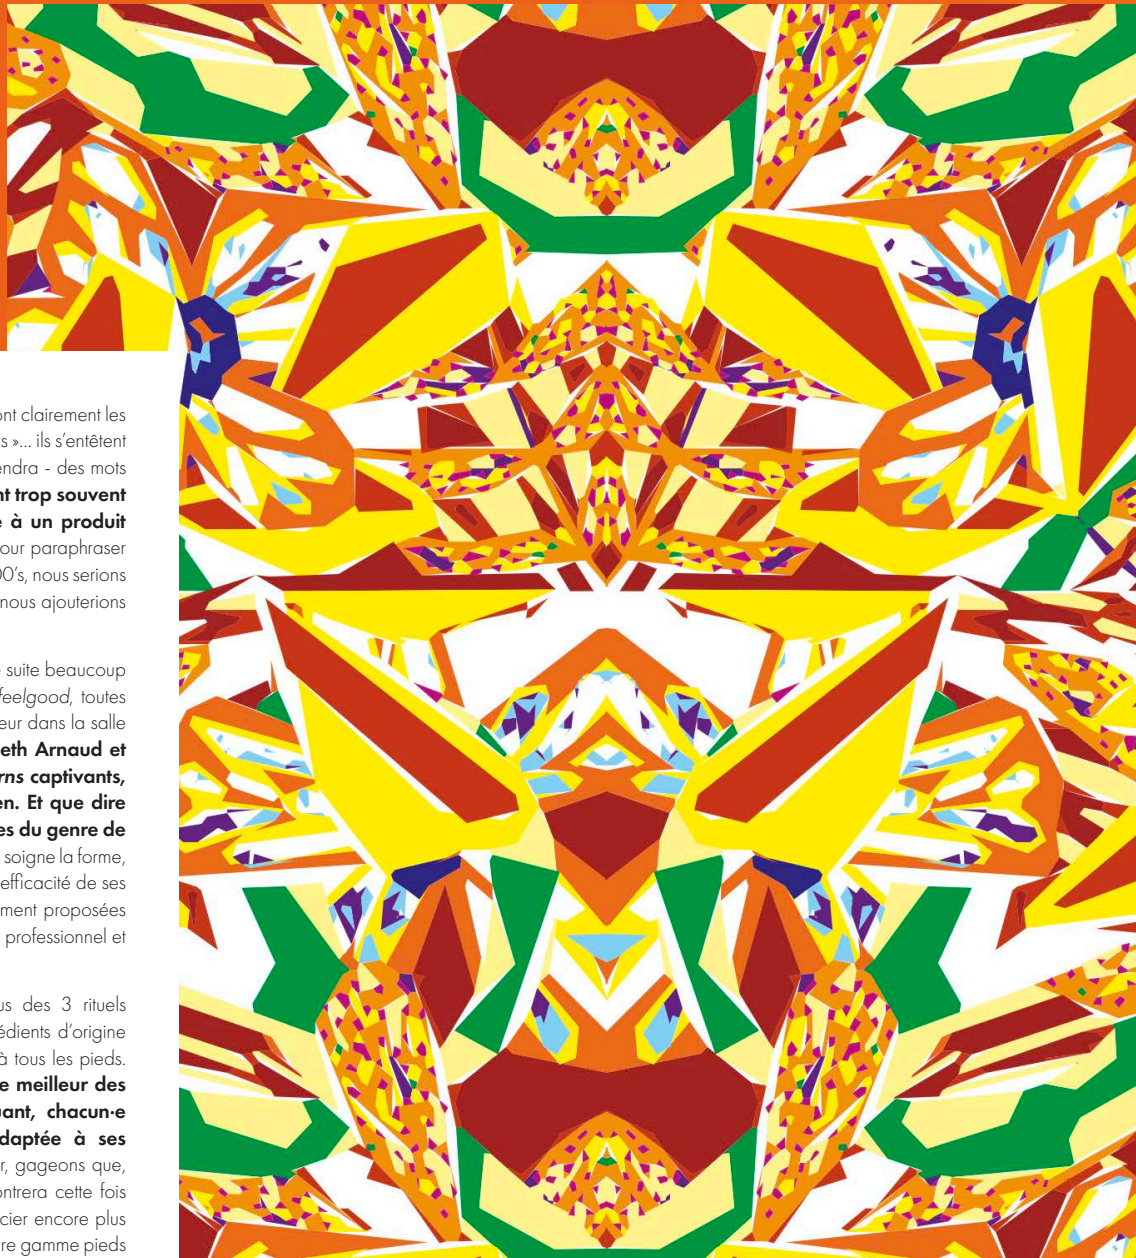 ont clairement les
s »... ils s’entêtent
endra - des mots
nt trop souvent
e à un produit
our paraphraser
00’s, nous serions
nous ajouterions
suite beaucoup
feelgood, toutes
eur dans la salle
eth Arnaud et
rns captivants,
en. Et que dire
es du genre de
soigne la forme,
efficacité de ses
ment proposées
professionnel et
us des 3 rituels
édients d’origine
à tous les pieds.
e meilleur des
uant, chacun·e
daptée à ses
r, gageons que,
ontrera cette fois
cier encore plus
re gamme pieds